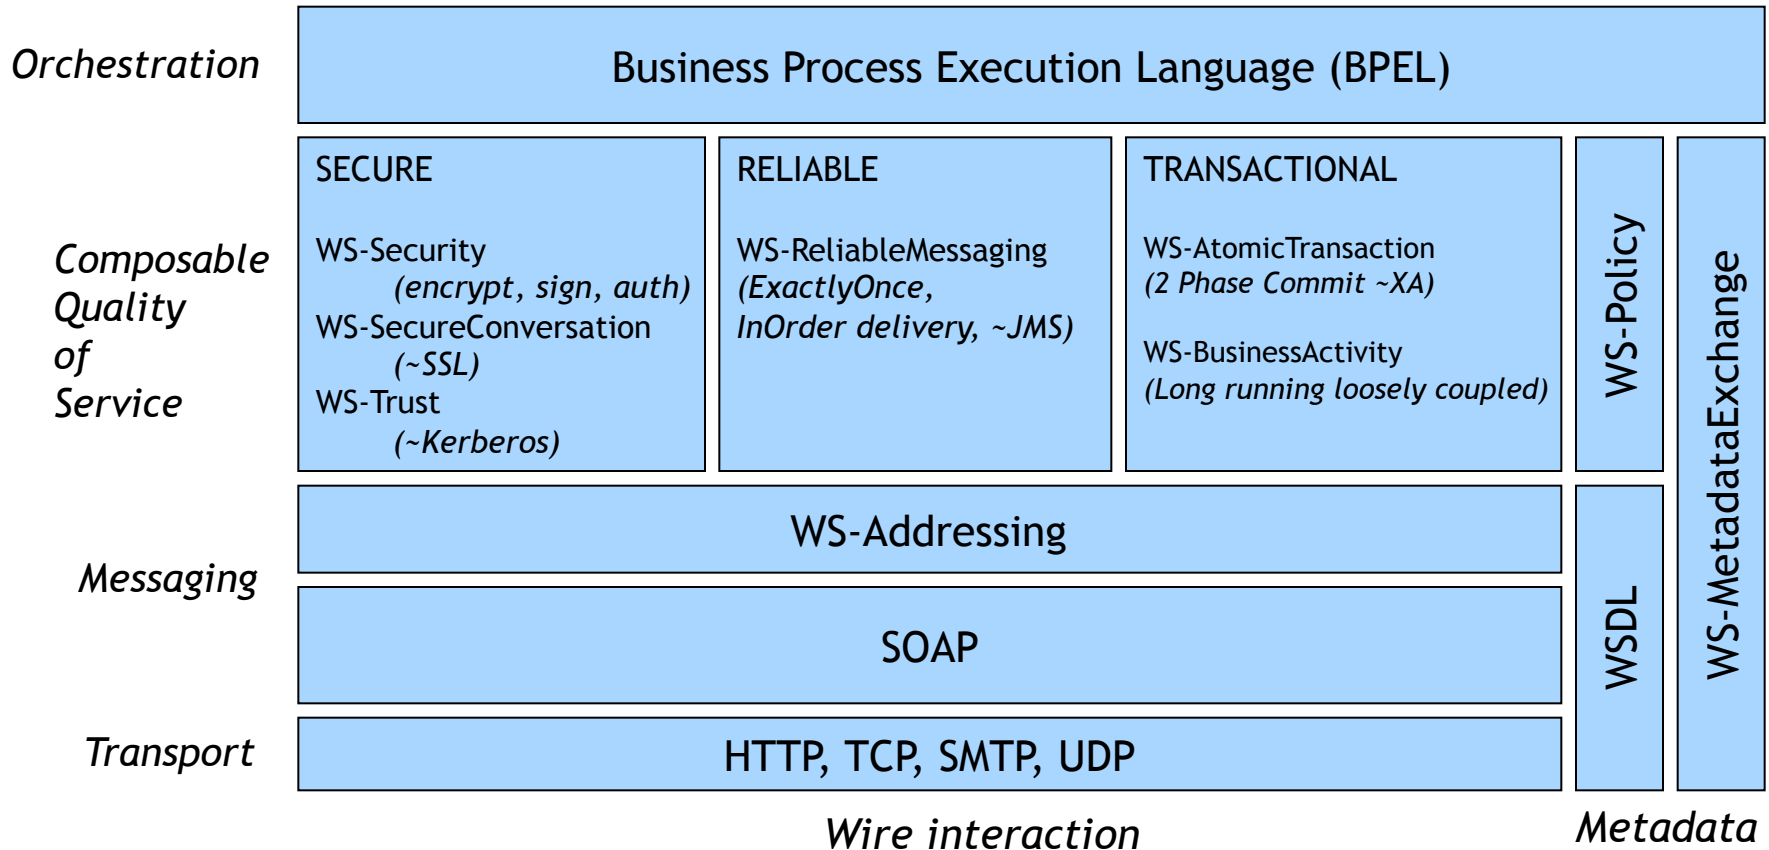 Orchestration
Business Process Execution Language (BPEL)
Composable
Quality
of
Service
SECURE
WS-Security
(encrypt, sign, auth)
WS-SecureConversation
(~SSL)
WS-Trust
(~Kerberos)
RELIABLE
WS-ReliableMessaging
(ExactlyOnce,
InOrder delivery, ~JMS)
TRANSACTIONAL
WS-AtomicTransaction
(2 Phase Commit ~XA)
WS-BusinessActivity
(Long running loosely coupled)
WS-Policy
WS-MetadataExchange
Messaging
WS-Addressing
SOAP
WSDL
Transport
HTTP, TCP, SMTP, UDP
Wire interaction
Metadata